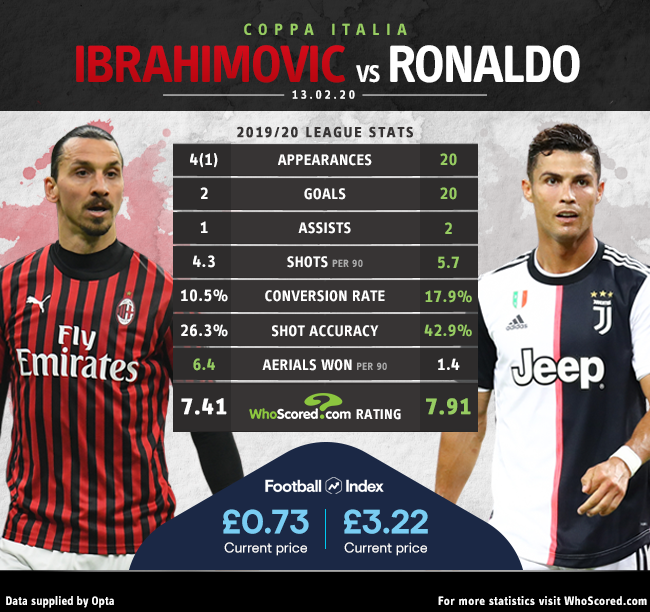 COPPA ITALIA
IBRAHIMOVIC VS RONALDO
13.02.20
2019/20 LEAGUE STATS
4(1) APPEARANCES 20
2 GOALS 20
1 ASSISTS 2
4.3 SHOTS PER 90 5.7
10.5% CONVERSION RATE 17.9%
26.3% SHOT ACCURACY 42.9%
6.4 AERIALS WON PER 90 1.4
7.41 WhoScored.com RATING 7.91
Fly
Emirates
adidas
Jeep
Football Index
£0.73 £3.22
Current price Current price
Data supplied by Opta For more statistics visit WhoScored.com